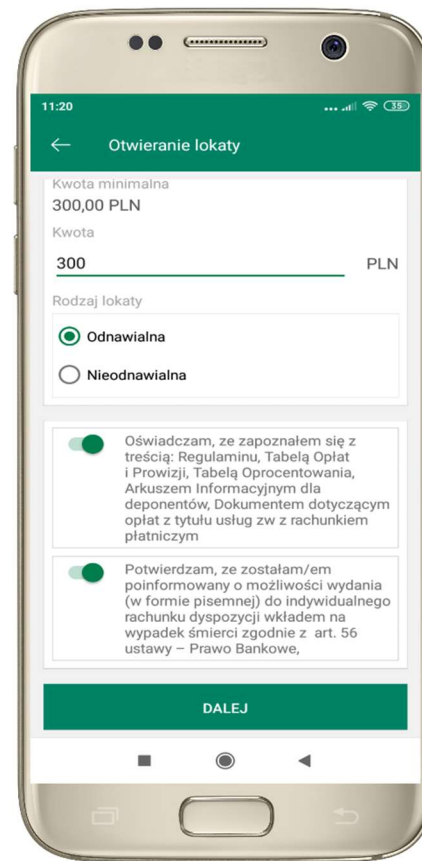 11:20
35
Otwieranie lokaty
Kwota minimalna
300,00 PLN
Kwota
300 PLN
Rodzaj lokaty
Odnawialna
Nieodnawialna
Oświadczam, ze zapoznałem się z
treścią: Regulaminu, Tabelą Opłat
i Prowizji, Tabelą Oprocentowania,
Arkuszem Informacyjnym dla
deponentów, Dokumentem dotyczącym
opłat z tytułu usług zw z rachunkiem
płatniczym
Potwierdzam, ze zostałam/em
poinformowany o możliwości wydania
(w formie pisemnej) do indywidualnego
rachunku dyspozycji wkładem na
wypadek śmierci zgodnie z art. 56
ustawy – Prawo Bankowe,
DALEJ